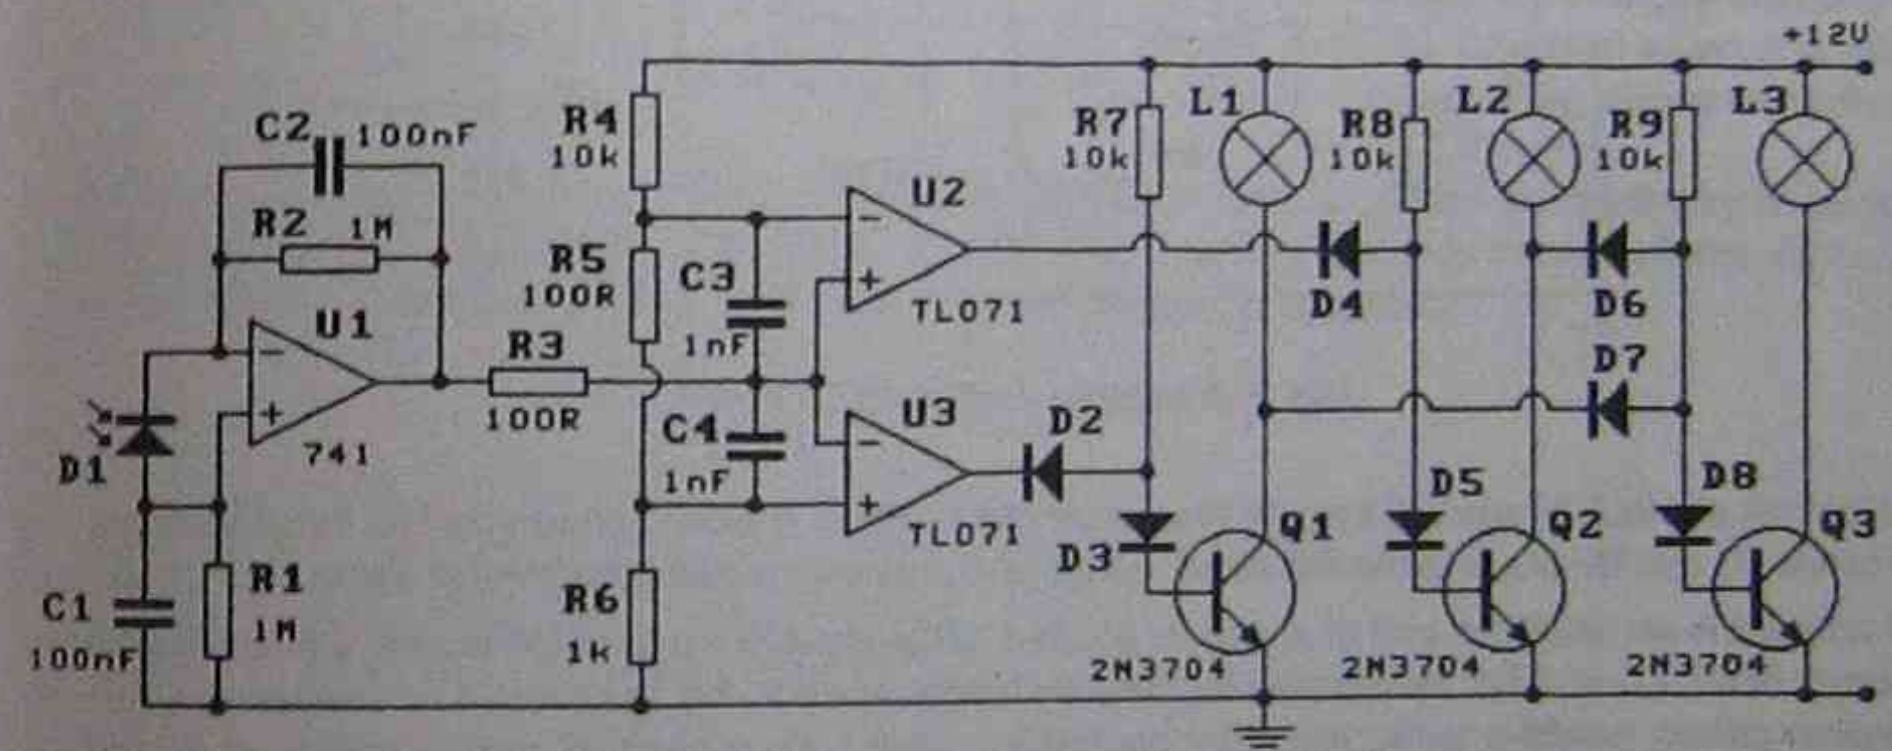 +12V
C2 100nF
R2 1M
U1
741
D1
C1
100nF
R1
1M
R3
100R
R4
10k
R5
100R
R6
1k
C3
1nF
C4
1nF
U2
TL071
U3
TL071
D2
D3
R7
10k
L1
R8
10k
L2
R9
10k
L3
D4
D6
D7
D5
D8
Q1
2N3704
Q2
2N3704
Q3
2N3704
-
+
-
+
-
+